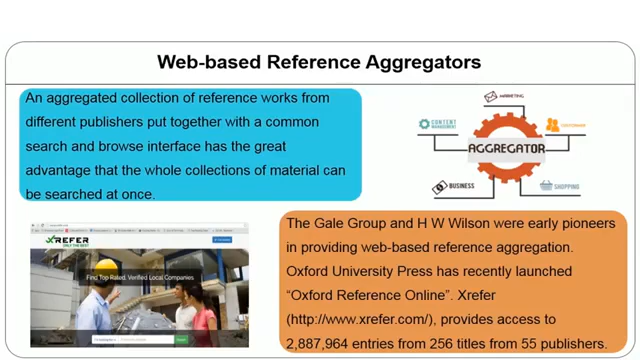 Web-based Reference Aggregators
An aggregated collection of reference works from
different publishers put together with a common
search and browse interface has the great
advantage that the whole collections of material can
be searched at once.
MARKETING
CONTENT
MANAGEMENT
AGGREGATOR
BUSINESS
SHOPPING
XREFER
ONLY THE BEST
Find Top Rated, Verified Local Companies
The Gale Group and H W Wilson were early pioneers
in providing web-based reference aggregation.
Oxford University Press has recently launched
“Oxford Reference Online”. Xrefer
(http://www.xrefer.com/), provides access to
2,887,964 entries from 256 titles from 55 publishers.